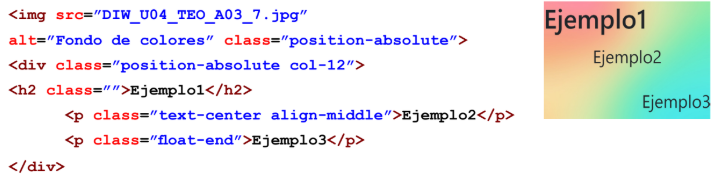 <img src=”DIW_U04_TEO_A03_7.jpg”
alt=”Fondo de colores” class=”position-absolute”>
<div class=”position-absolute col-12”>
<h2 class=””>Ejemplo1</h2>
<p class=”text-center align-middle”>Ejemplo2</p>
<p class=”float-end”>Ejemplo3</p>
</div>
Ejemplo1
Ejemplo2
Ejemplo3